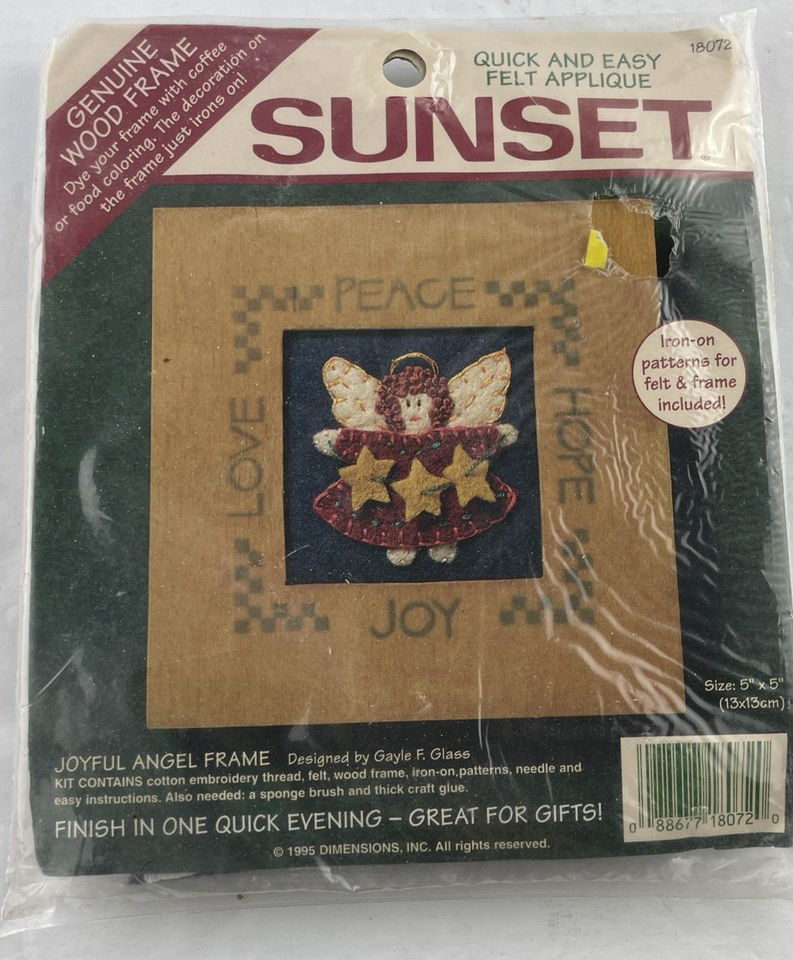 GENUINE
WOOD FRAME
Dye your frame with coffee
or food coloring. The decoration on
the frame just irons on!
QUICK AND EASY
FELT APPLIQUE
18072
SUNSET®
PEACE
LOVE
HOPE
JOY
Iron-on
patterns for
felt & frame
included!
Size: 5" x 5"
(13x13cm)
JOYFUL ANGEL FRAME Designed by Gayle F. Glass
KIT CONTAINS cotton embroidery thread, felt, wood frame, iron-on patterns, needle and
easy instructions. Also needed: a sponge brush and thick craft glue.
FINISH IN ONE QUICK EVENING – GREAT FOR GIFTS!
© 1995 DIMENSIONS, INC. All rights reserved.
0 88677 18072 0